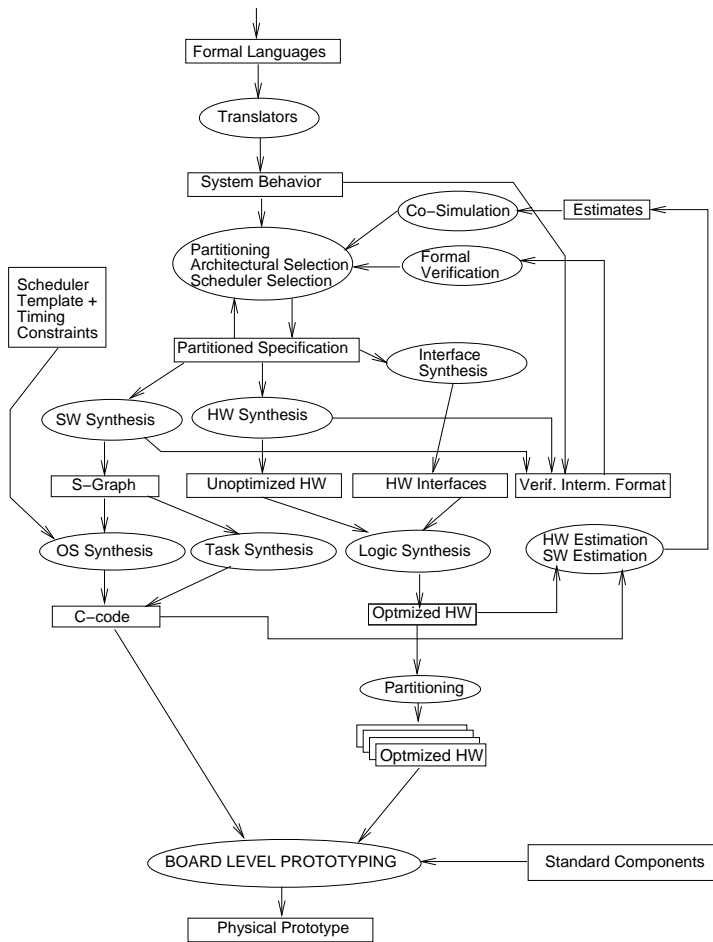 Formal Languages
Translators
System Behavior
Co-Simulation
Estimates
Partitioning
Architectural Selection
Scheduler Selection
Formal
Verification
Scheduler
Template +
Timing
Constraints
Partitioned Specification
Interface
Synthesis
SW Synthesis
HW Synthesis
S-Graph
Unoptimized HW
HW Interfaces
Verif. Interm. Format
OS Synthesis
Task Synthesis
Logic Synthesis
HW Estimation
SW Estimation
C-code
Optmized HW
Partitioning
Optmized HW
BOARD LEVEL PROTOTYPING
Standard Components
Physical Prototype